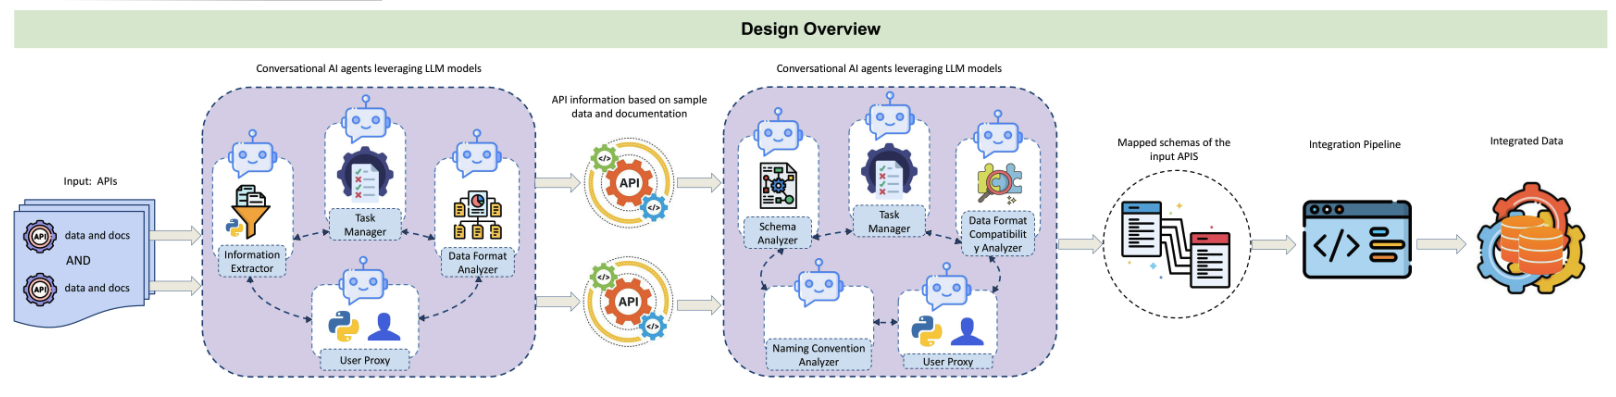 Design Overview
Conversational AI agents leveraging LLM models
Conversational AI agents leveraging LLM models
API information based on sample
data and documentation
Mapped schemas of the
input APIS
Integration Pipeline
Integrated Data
Input: APIs
API
data and docs
AND
API
data and docs
Information
Extractor
Task
Manager
Data Format
Analyzer
User Proxy
</>
API
</>
</>
API
</>
Schema
Analyzer
Task
Manager
Data Format
Compatibilit
y Analyzer
Naming Convention
Analyzer
User Proxy
</>